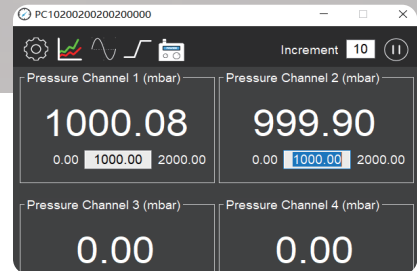 PC10200200200200000
Increment 10
Pressure Channel 1 (mbar)
1000.08
0.00 1000.00 2000.00
Pressure Channel 2 (mbar)
999.90
0.00 1000.00 2000.00
Pressure Channel 3 (mbar)
0.00
Pressure Channel 4 (mbar)
0.00